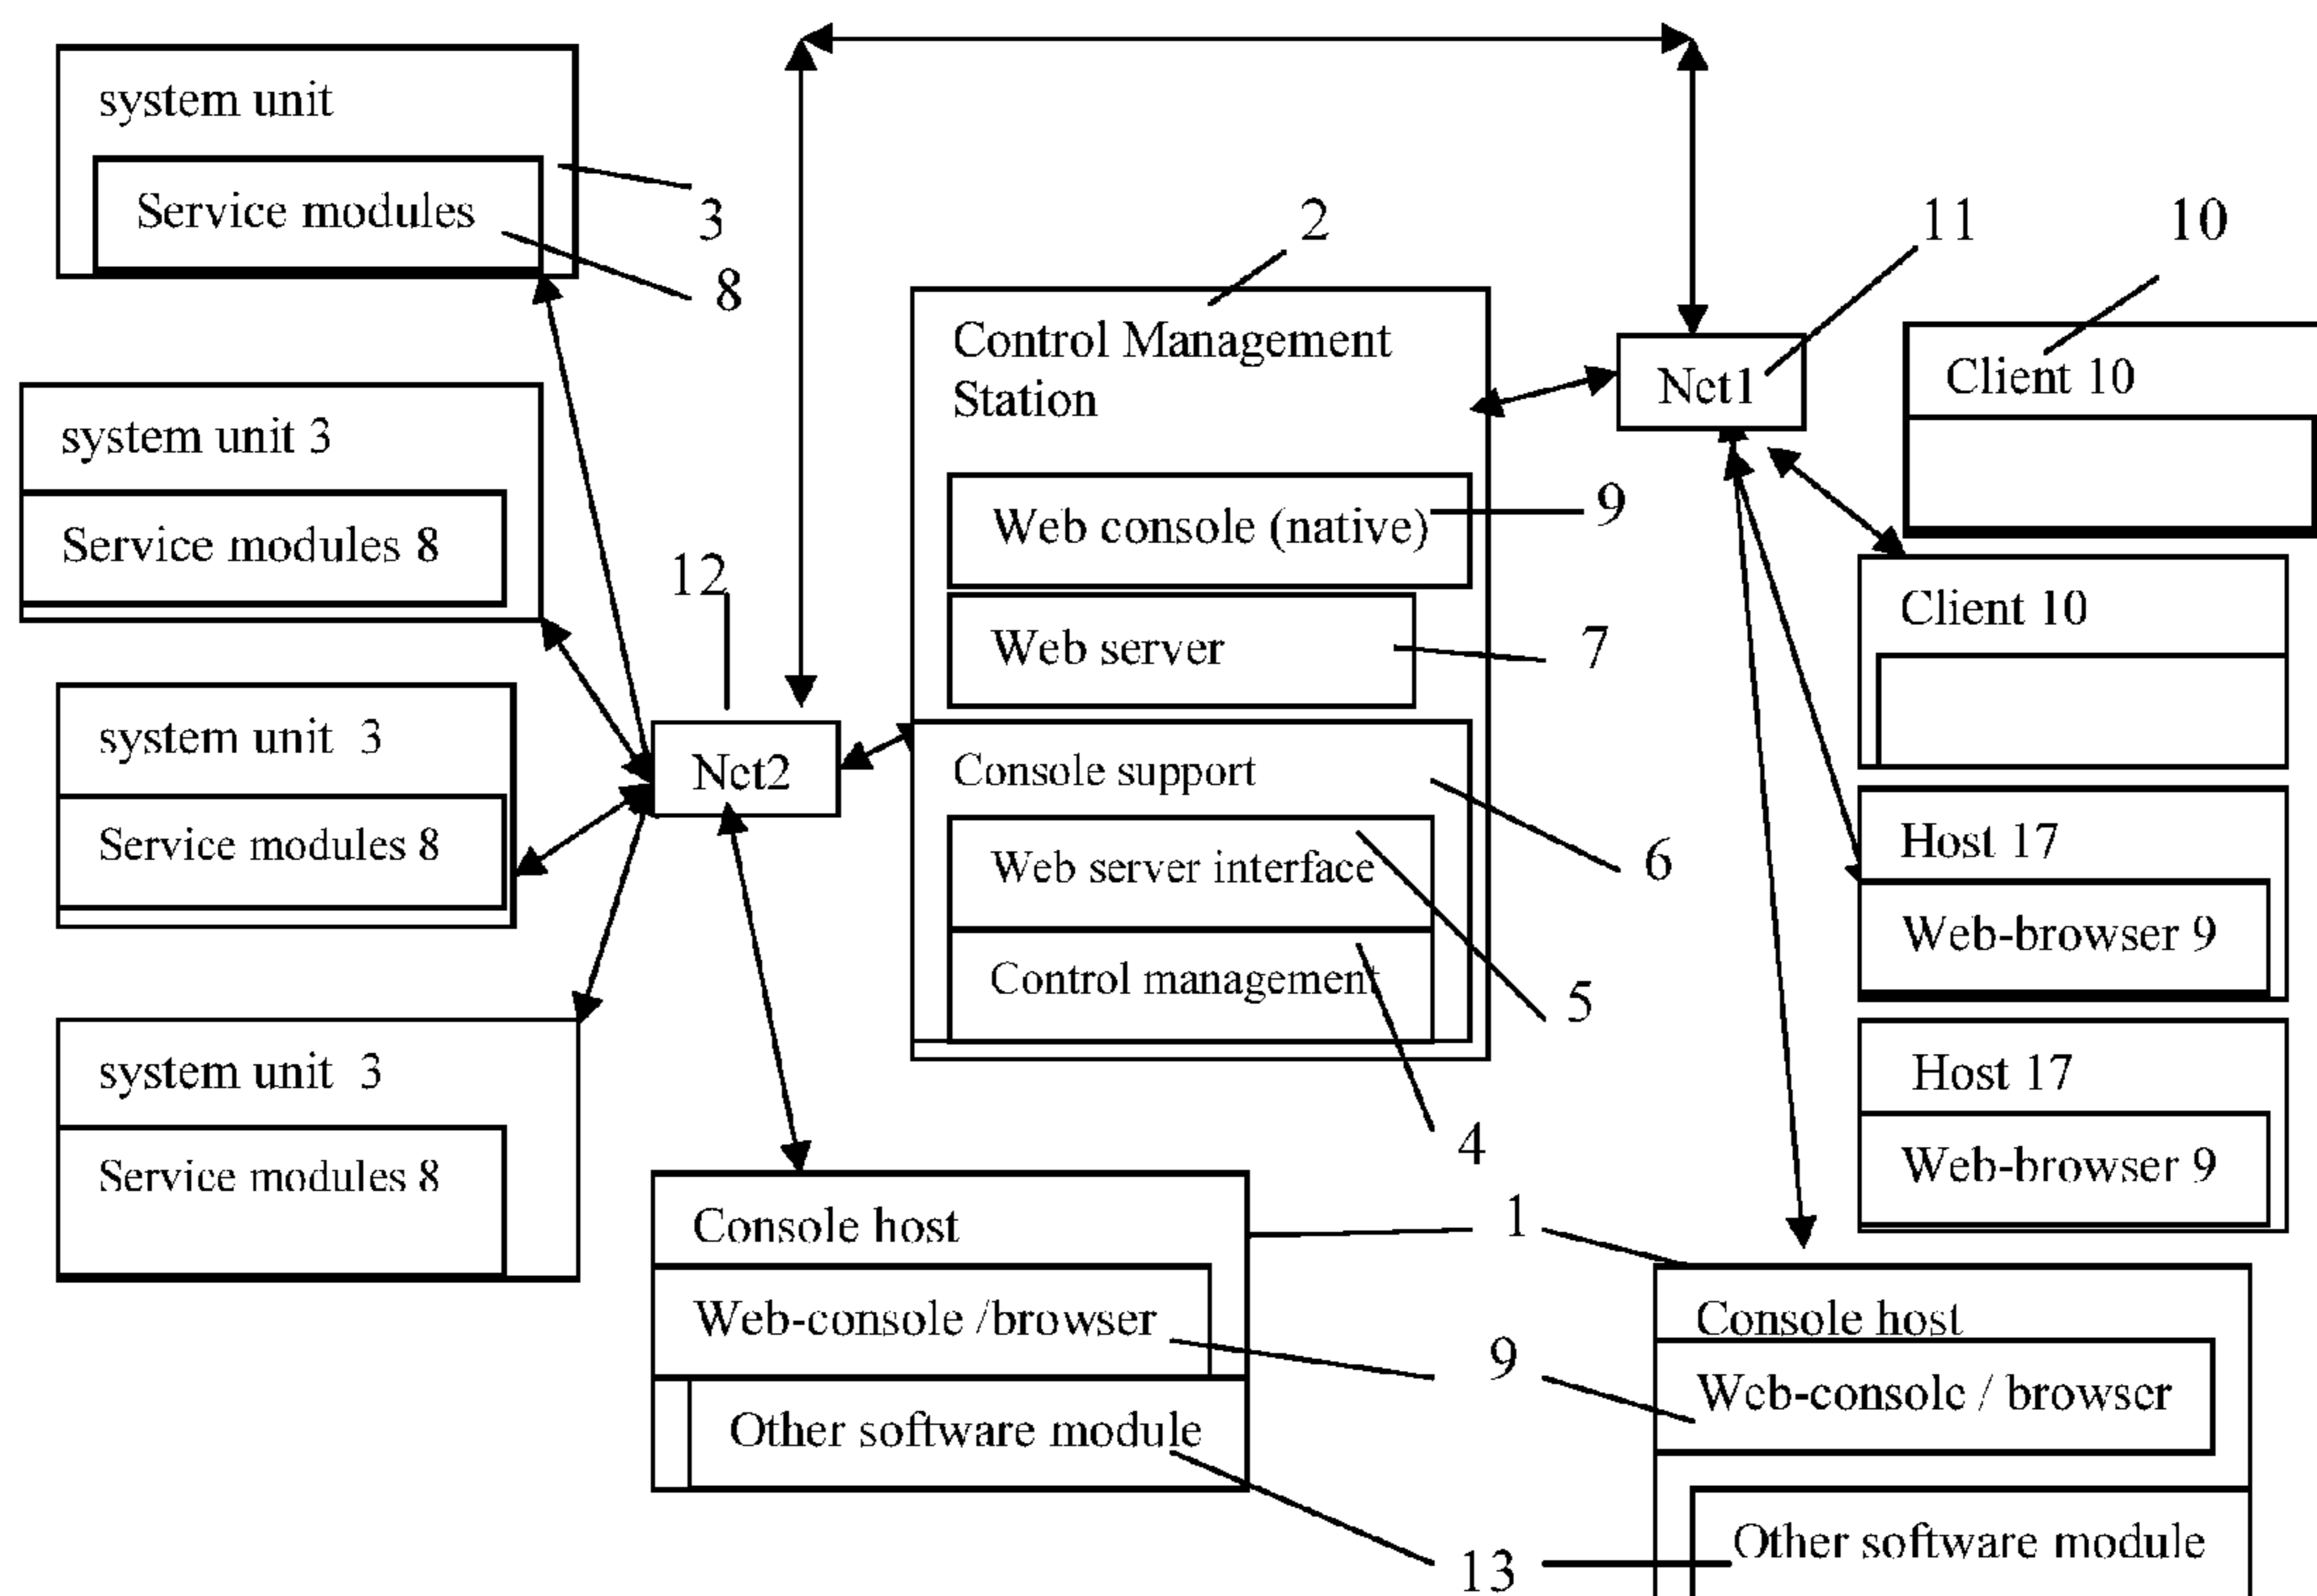 system unit
Service modules
3
8
system unit 3
Service modules 8
system unit 3
Service modules 8
system unit 3
Service modules 8
12
Net2
2
Control Management
Station
Web console (native)
9
Web server
7
Console support
6
Web server interface
5
Control management
4
11
Net1
10
Client 10
Client 10
Host 17
Web-browser 9
Host 17
Web-browser 9
Console host
1
Web-console /browser
9
Other software module
13
Console host
Web-console / browser
Other software module